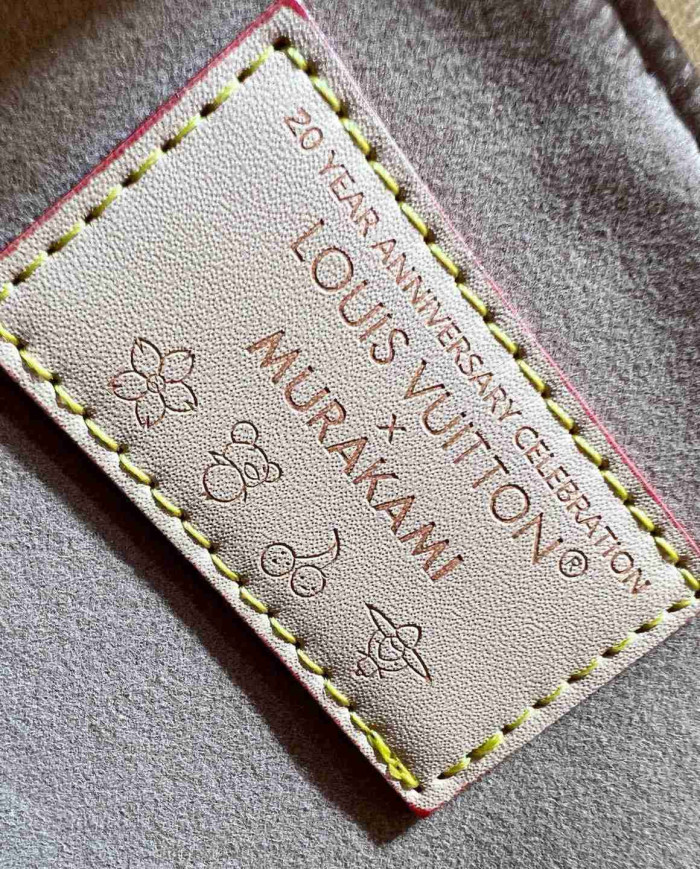 20 YEAR ANNIVERSARY CELEBRATION
LOUIS VUITTON®
×
MURAKAMI